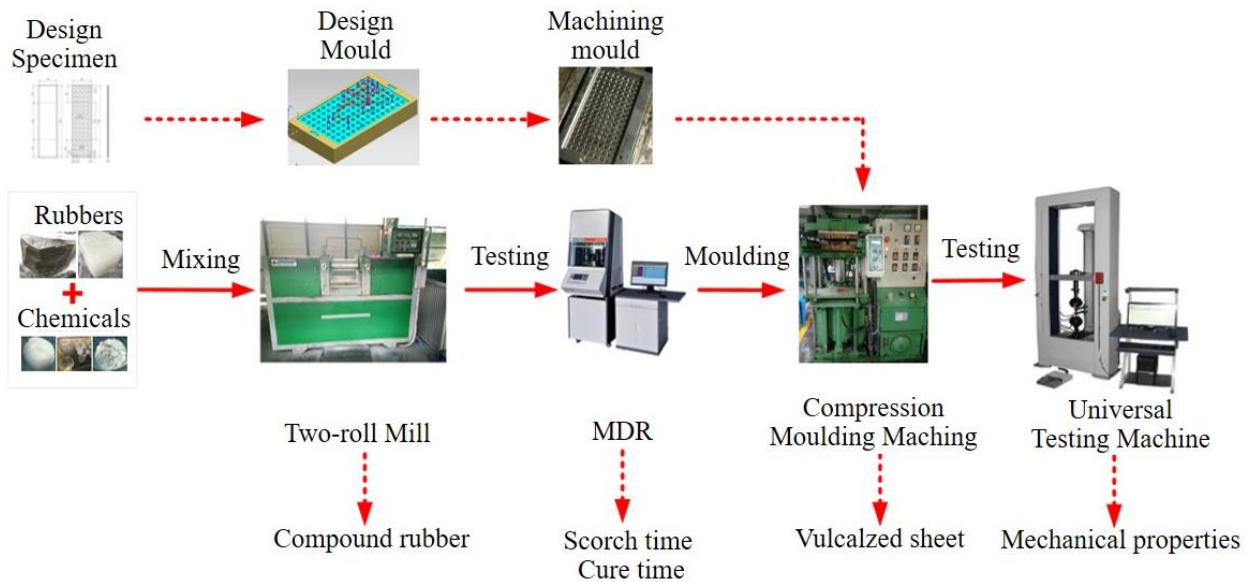 Design
Specimen
Design
Mould
Machining
mould
Rubbers
+
Chemicals
Mixing
Testing
Moulding
Testing
Two-roll Mill
MDR
Compression
Moulding Maching
Universal
Testing Machine
Compound rubber
Scorch time
Cure time
Vulcalzed sheet
Mechanical properties